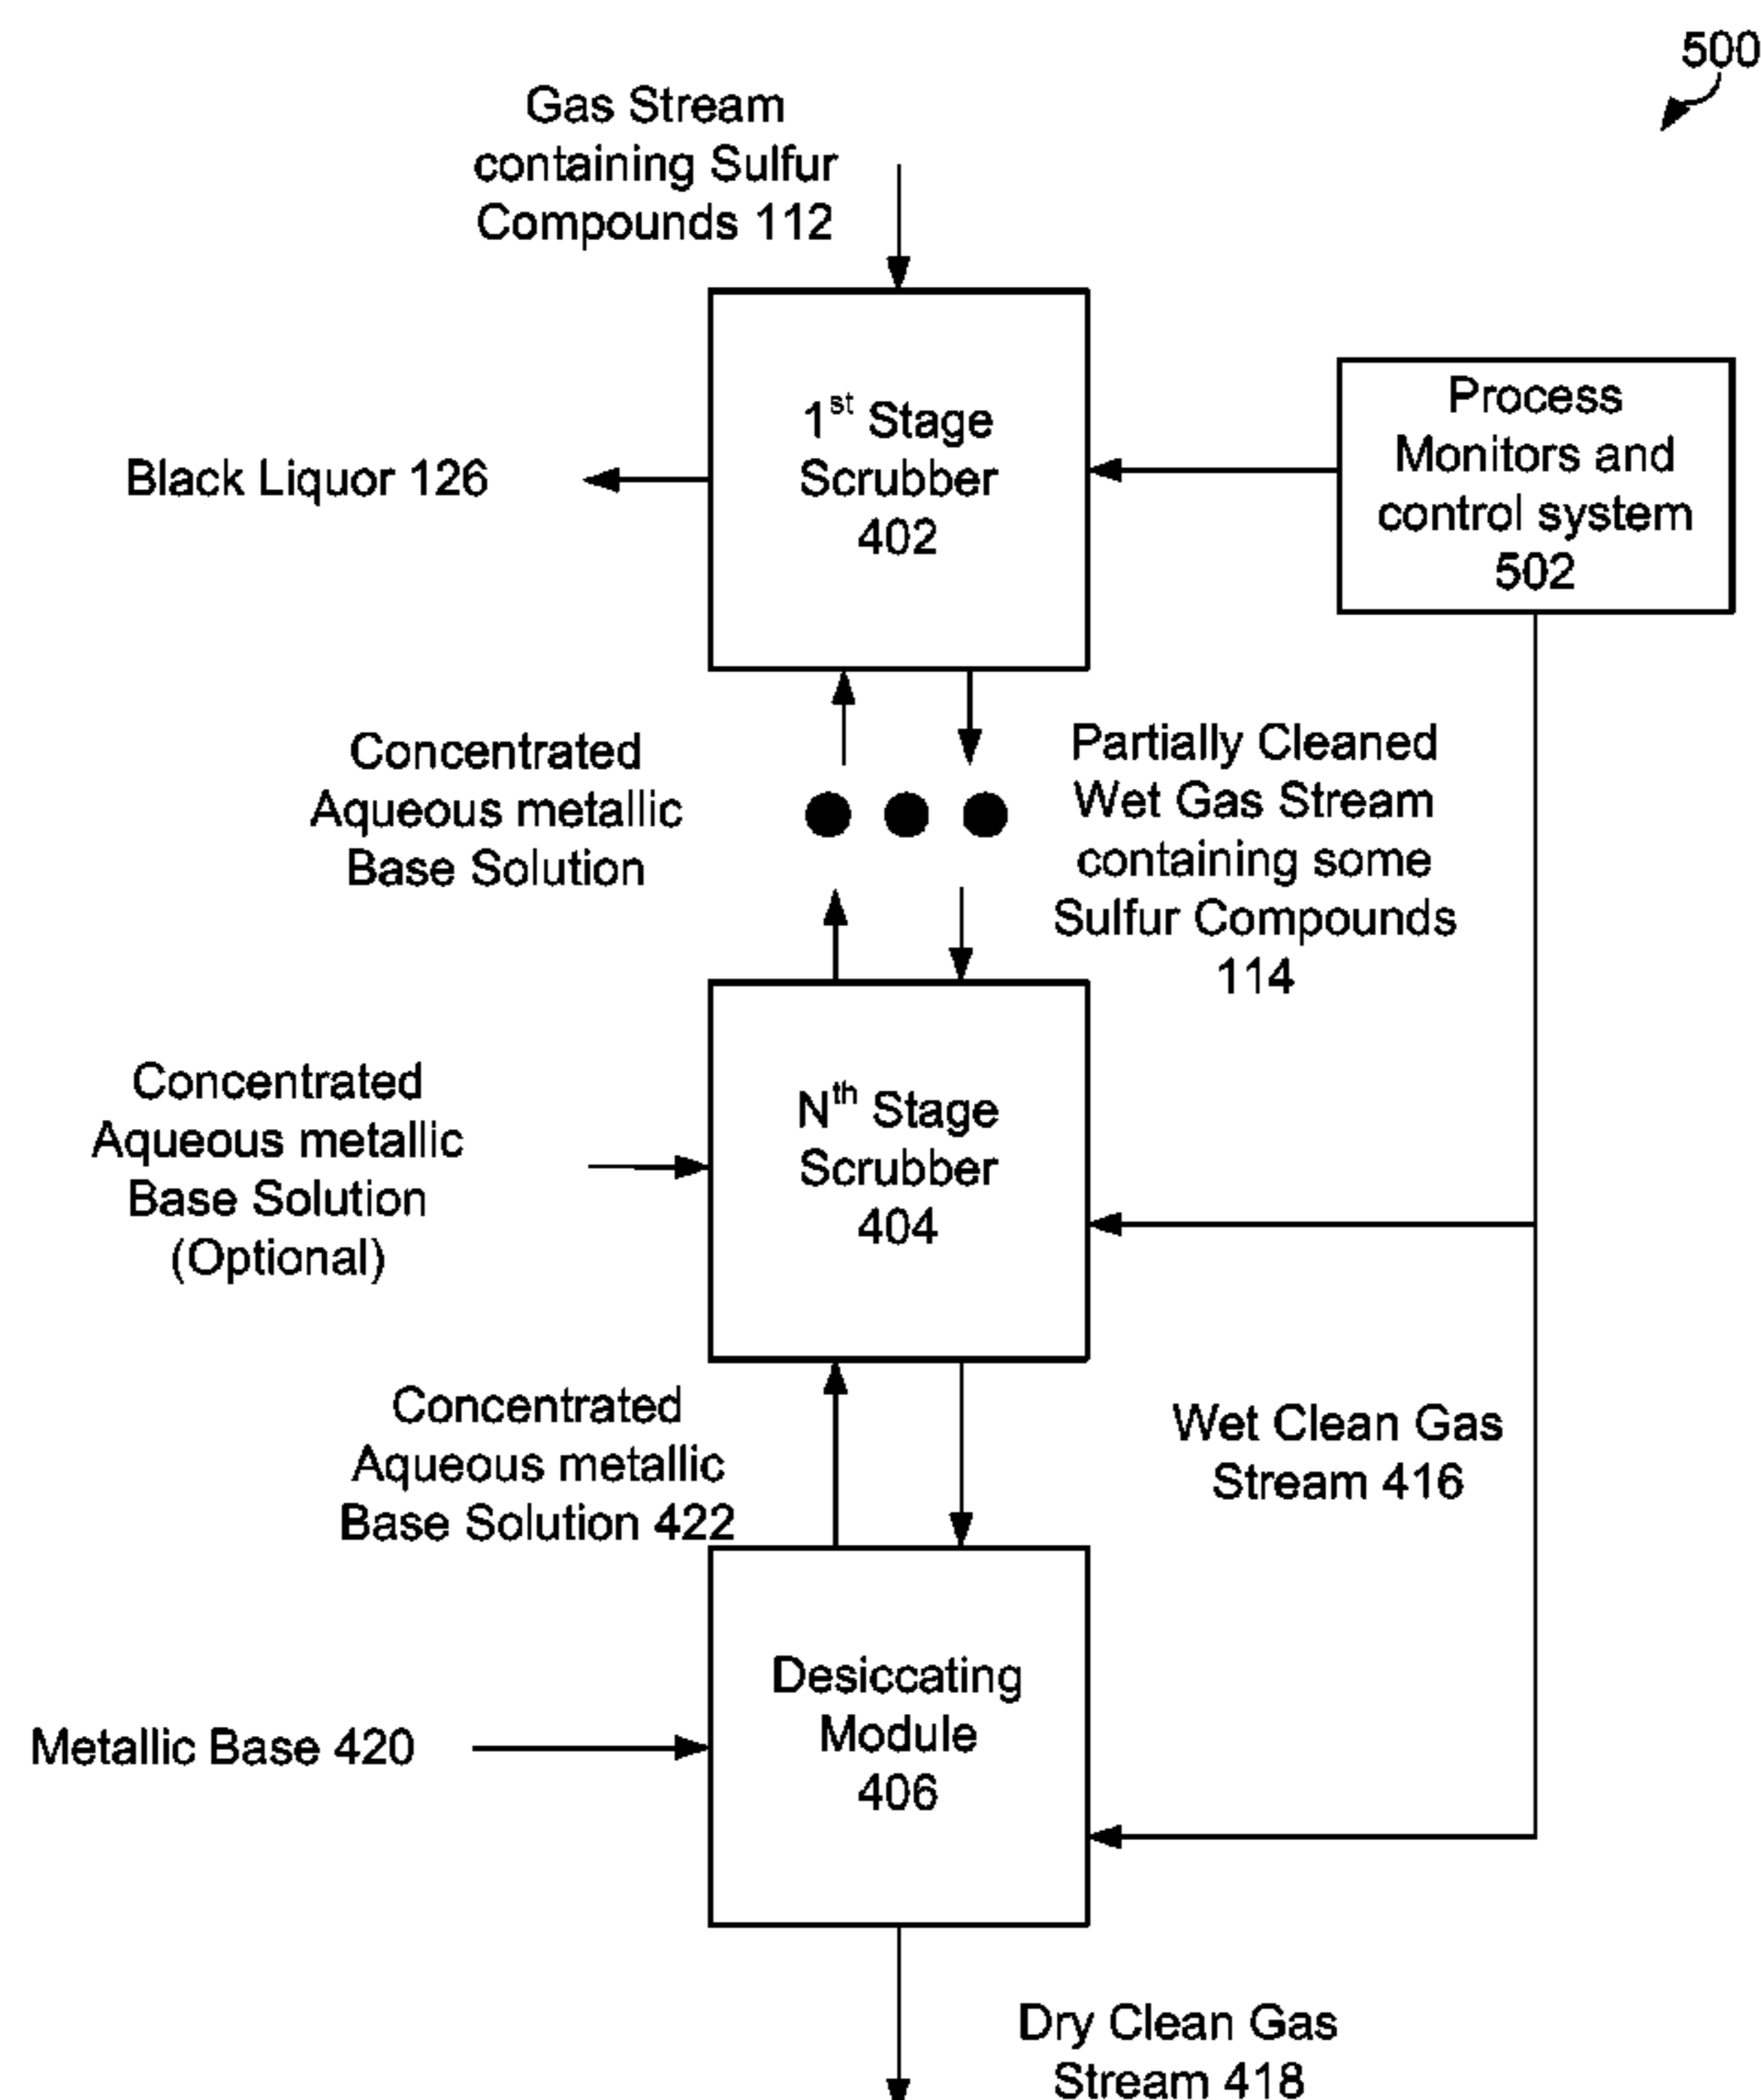 500
Gas Stream
containing Sulfur
Compounds 112
1st Stage
Scrubber
402
Process
Monitors and
control system
502
Black Liquor 126
Concentrated
Aqueous metallic
Base Solution
Partially Cleaned
Wet Gas Stream
containing some
Sulfur Compounds
114
Concentrated
Aqueous metallic
Base Solution
(Optional)
Nth Stage
Scrubber
404
Concentrated
Aqueous metallic
Base Solution 422
Wet Clean Gas
Stream 416
Desiccating
Module
406
Metallic Base 420
Dry Clean Gas
Stream 418